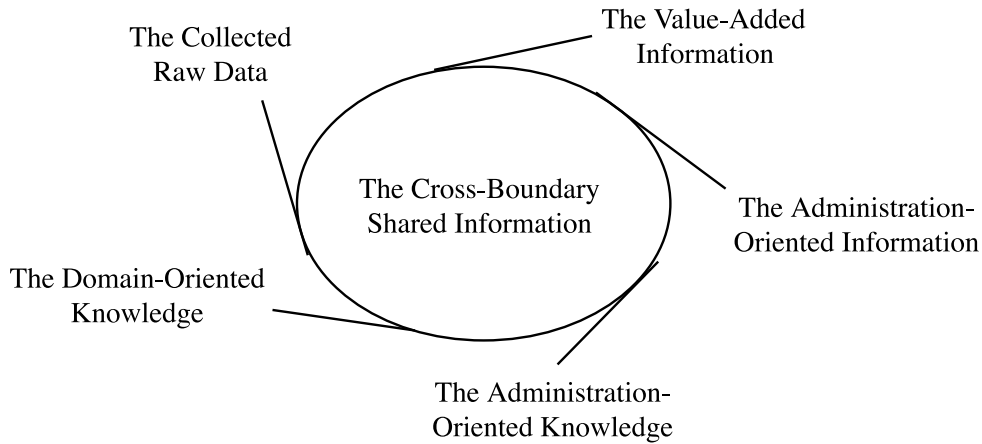 The Value-Added
Information
The Collected
Raw Data
The Cross-Boundary
Shared Information
The Administration-
Oriented Information
The Domain-Oriented
Knowledge
The Administration-
Oriented Knowledge